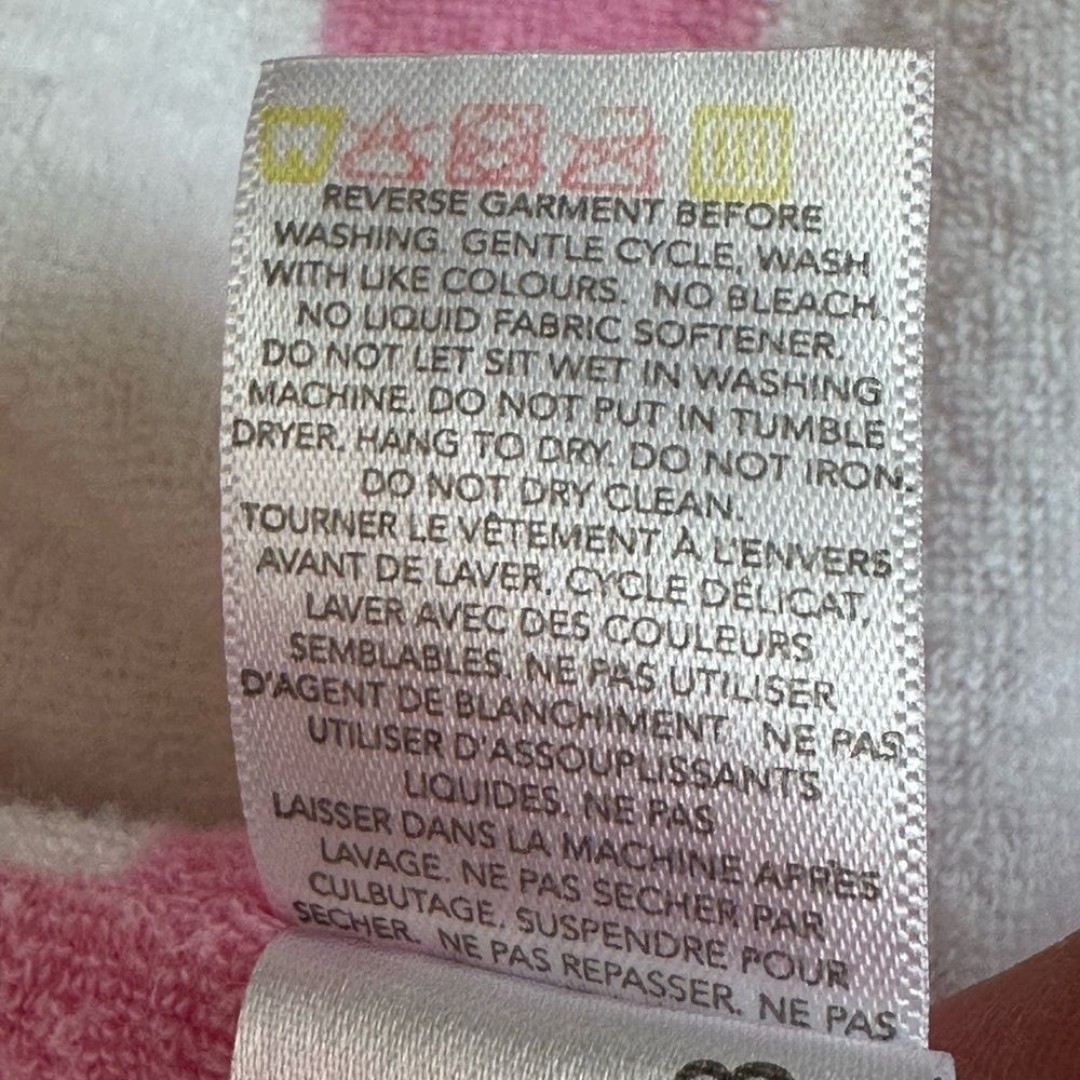 REVERSE GARMENT BEFORE
WASHING. GENTLE CYCLE, WASH
WITH LIKE COLOURS. NO BLEACH,
NO LIQUID FABRIC SOFTENER.
DO NOT LET SIT WET IN WASHING
MACHINE. DO NOT PUT IN TUMBLE
DRYER. HANG TO DRY. DO NOT IRON.
DO NOT DRY CLEAN.
TOURNER LE VÊTEMENT À L'ENVERS
AVANT DE LAVER. CYCLE DÉLICAT,
LAVER AVEC DES COULEURS
SEMBLABLES. NE PAS UTILISER
D'AGENT DE BLANCHIMENT. NE PAS
UTILISER D'ASSOUPLISSANTS
LIQUIDES. NE PAS
LAISSER DANS LA MACHINE APRÈS
LAVAGE. NE PAS SECHER PAR
CULBUTAGE. SUSPENDRE POUR
SECHER. NE PAS REPASSER. NE PAS